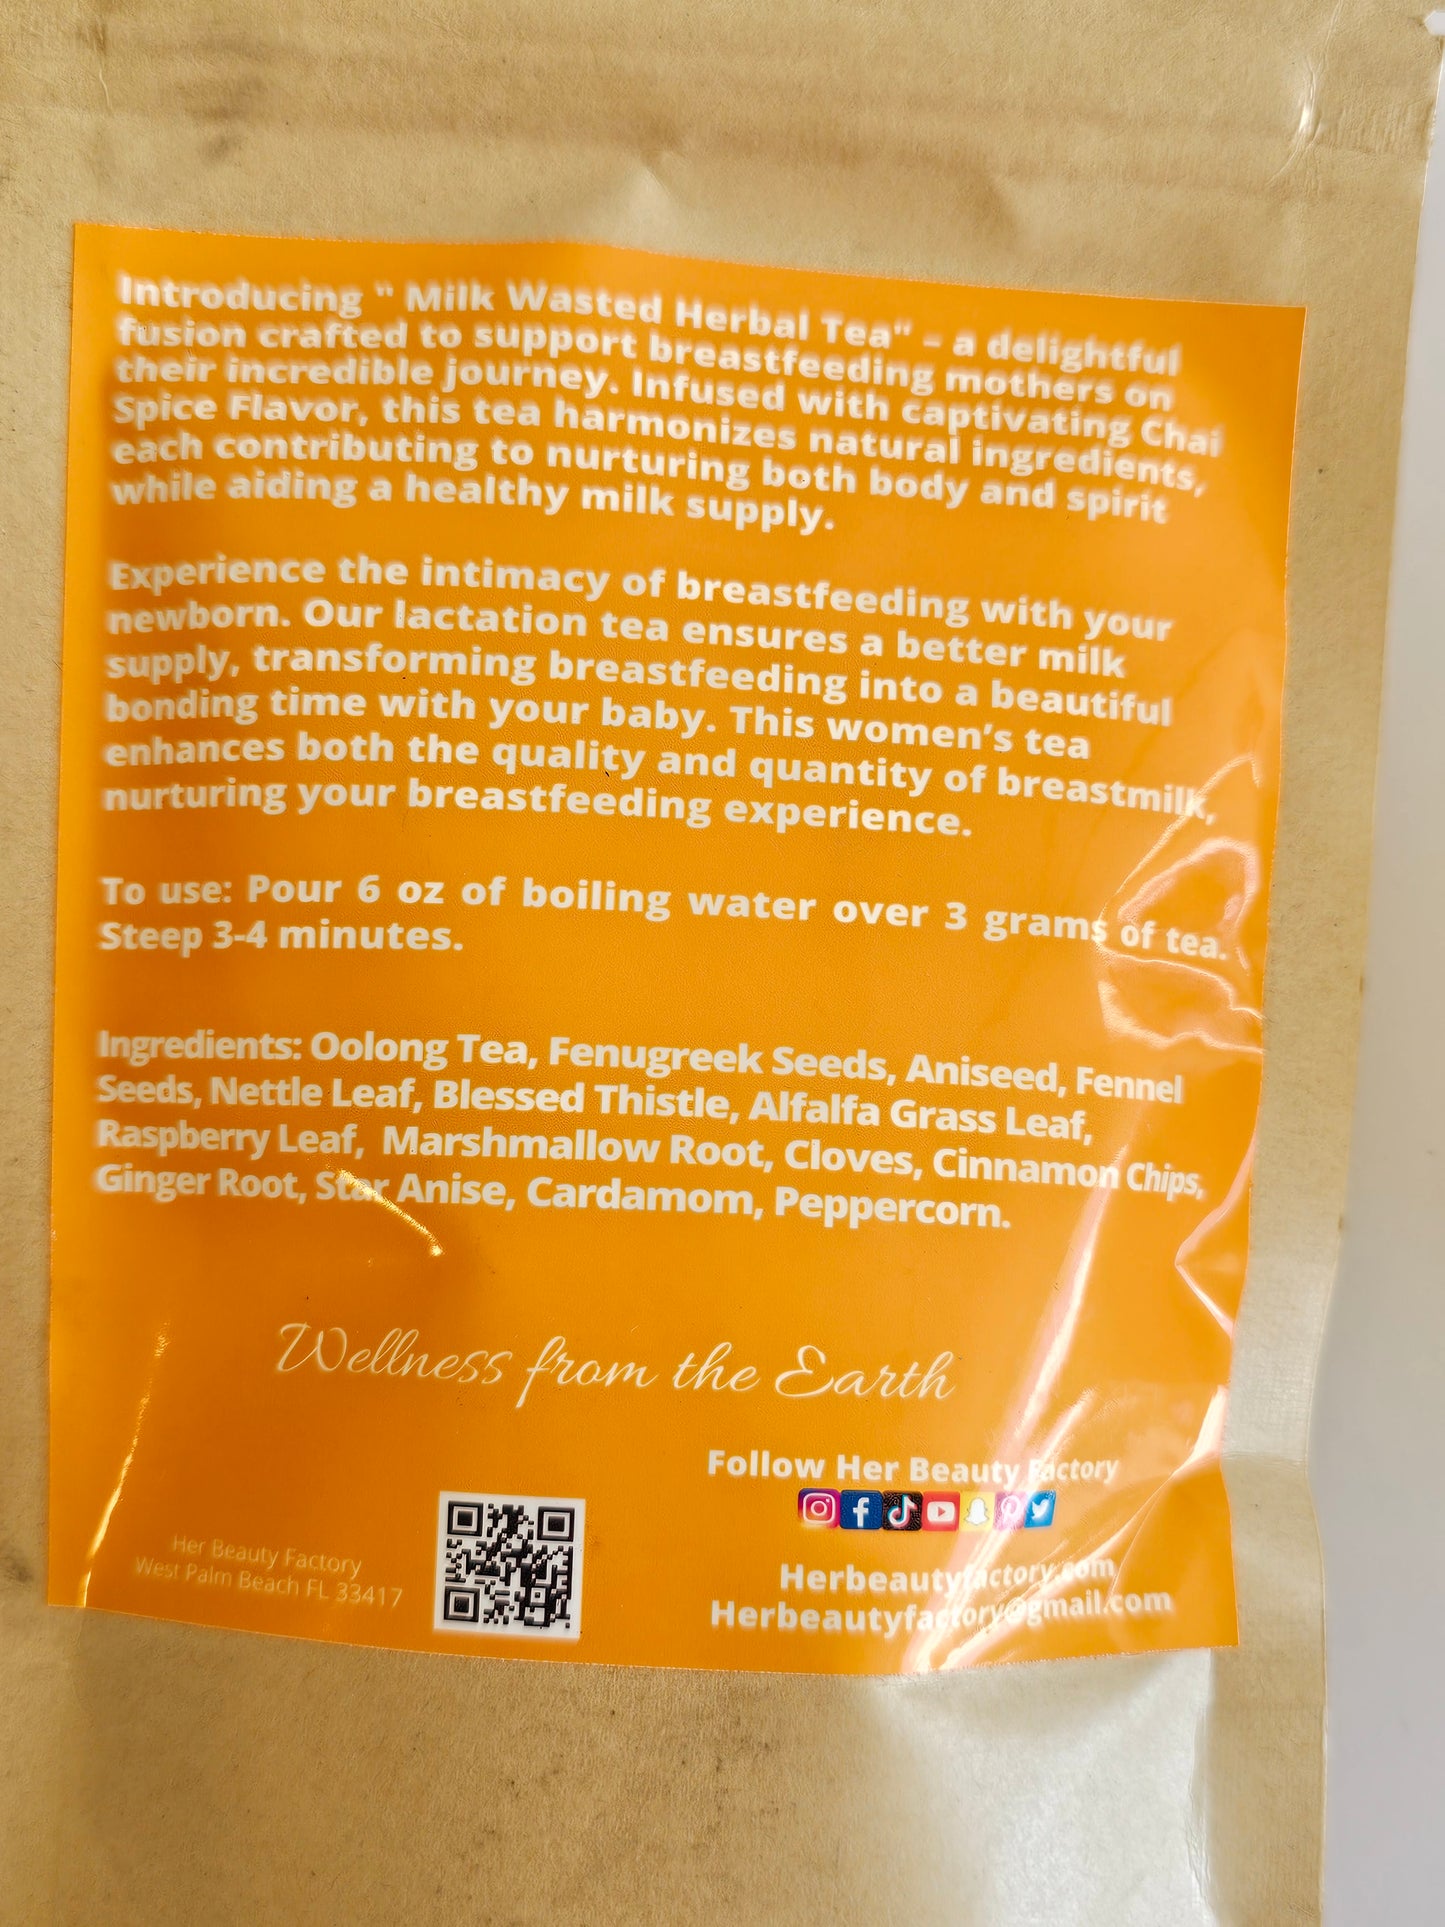 Introducing " Milk Wasted Herbal Tea" - a delightful
fusion crafted to support breastfeeding mothers on
their incredible journey. Infused with captivating Chai
Spice Flavor, this tea harmonizes natural ingredients,
each contributing to nurturing both body and spirit
while aiding a healthy milk supply.
Experience the intimacy of breastfeeding with your
newborn. Our lactation tea ensures a better milk
supply, transforming breastfeeding into a beautiful
bonding time with your baby. This women's tea
enhances both the quality and quantity of breastmilk,
nurturing your breastfeeding experience.
To use: Pour 6 oz of boiling water over 3 grams of tea.
Steep 3-4 minutes.
Ingredients: Oolong Tea, Fenugreek Seeds, Aniseed, Fennel
Seeds, Nettle Leaf, Blessed Thistle, Alfalfa Grass Leaf,
Raspberry Leaf, Marshmallow Root, Cloves, Cinnamon Chips,
Ginger Root, Star Anise, Cardamom, Peppercorn.
Wellness from the Earth
Follow Her Beauty Factory
Her Beauty Factory
West Palm Beach FL 33417
Herbeautyfactory.com
Herbeautyfactory@gmail.com